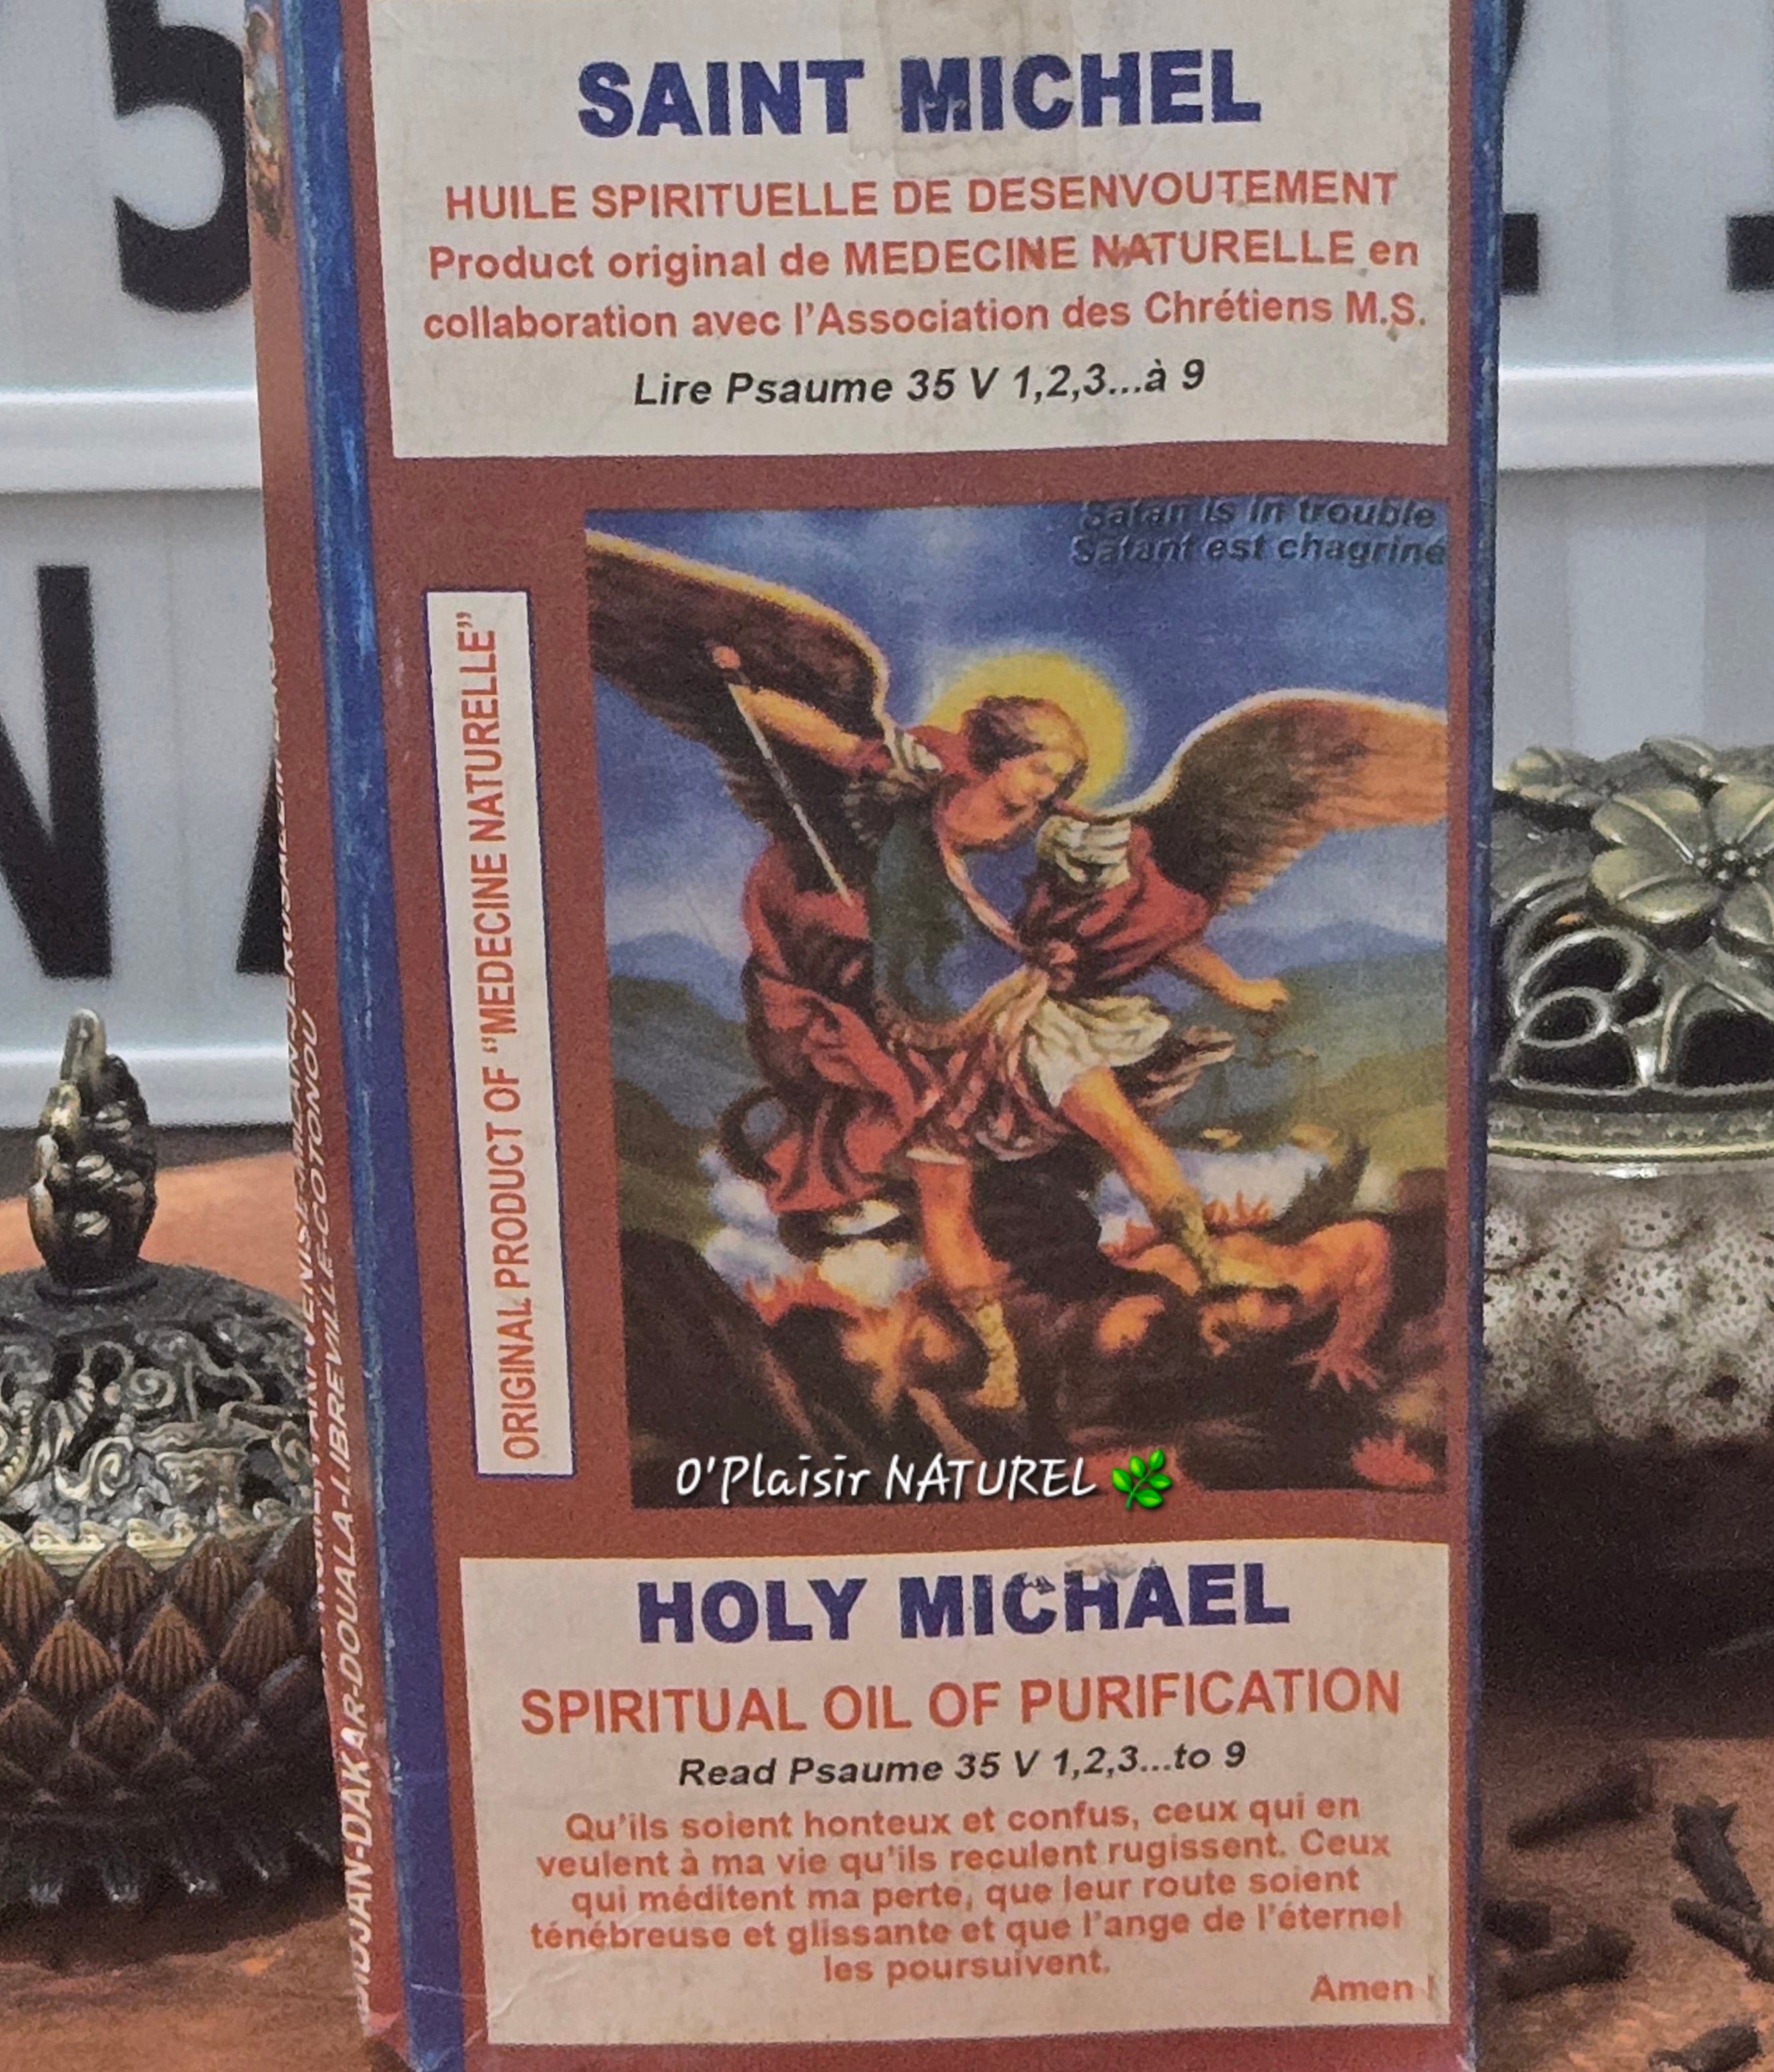 SAINT MICHEL
HUILE SPIRITUELLE DE DESENVOUTEMENT
Product original de MEDECINE NATURELLE en
collaboration avec l'Association des Chrétiens M.S.
Lire Psaume 35 V 1,2,3...à 9
Satan is in trouble
Satant est chagriné
ORIGINAL PRODUCT OF "MEDECINE NATURELLE"
O'Plaisir NATUREL 🌿
HOLY MICHAEL
SPIRITUAL OIL OF PURIFICATION
Read Psaume 35 V 1,2,3...to 9
Qu'ils soient honteux et confus, ceux qui en
veulent à ma vie qu'ils reculent rugissent. Ceux
qui méditent ma perte, que leur route soient
ténébreuse et glissante et que l'ange de l'éternel
les poursuivent.
Amen !
DAKAR-DOUALA-LIBREVILLE-COTONOU